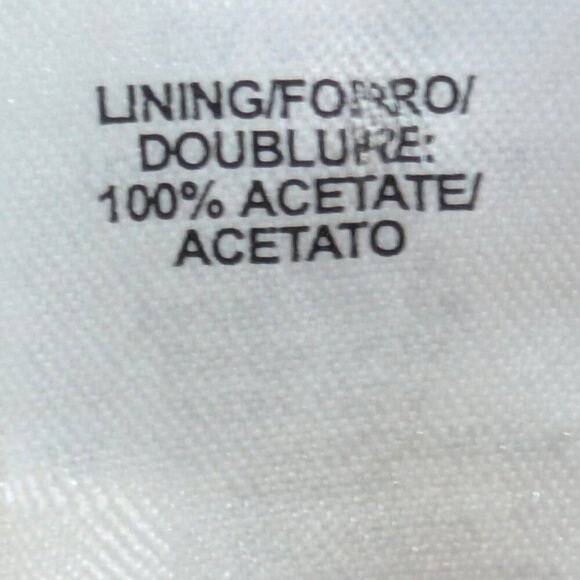 LINING/FORRO/
DOUBLURE:
100% ACETATE/
ACETATO